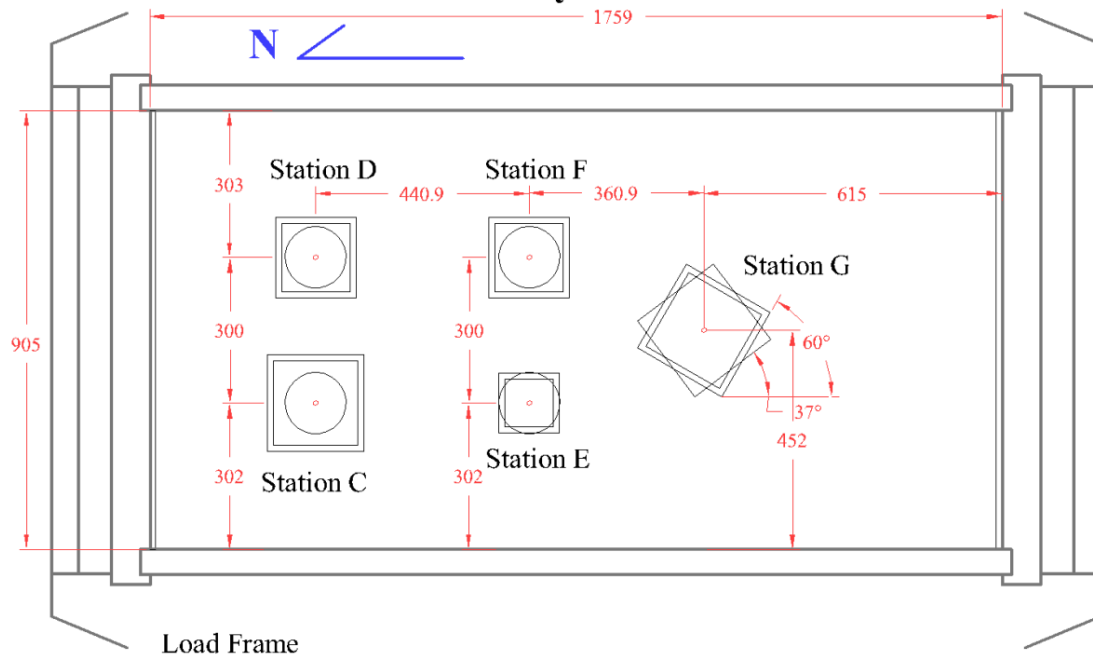 1759
N
Station D
Station F
303
440.9
360.9
615
Station G
905
300
300
60°
37°
452
302
302
Station E
Station C
Load Frame